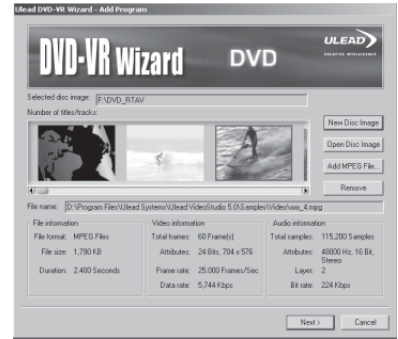 Ulead DVD-VR Wizard - Add Program
DVD-VR Wizard
DVD
ULEAD
CREATIVE INTELLIGENCE
Selected disc image: F:\DVD_RTAV
Number of titles/tracks:
New Disc Image
Open Disc Image
Add MPEG File...
Remove
File name: D:\Program Files\Ulead Systems\Ulead VideoStudio 5.0\Samples\Video\vws_4.mpg
File information
File format: MPEG Files
File size: 1,790 KB
Duration: 2.400 Seconds
Video information
Total frames: 60 Frame(s)
Attributes: 24 Bits, 704 x 576
Frame rate: 25.000 Frames/Sec
Data rate: 5,744 Kbps
Audio information
Total samples: 115,200 Samples
Attributes: 48000 Hz, 16 Bit,
Stereo
Layer: 2
Bit rate: 224 Kbps
Next >
Cancel